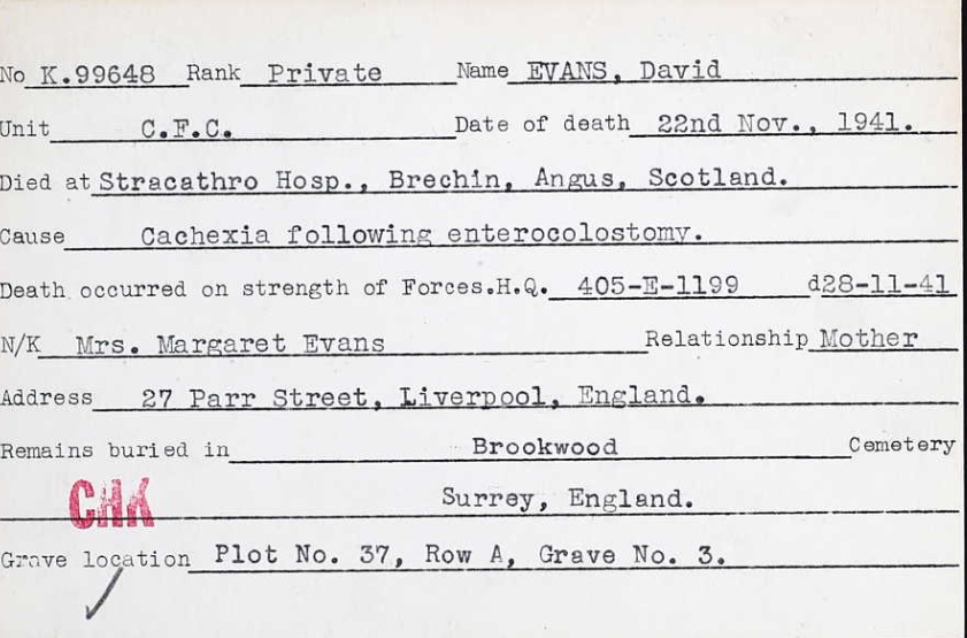 No K.99648 Rank Private Name EVANS, David
Unit C.F.C. Date of death 22nd Nov., 1941.
Died at Stracathro Hosp., Brechin, Angus, Scotland.
Cause Cachexia following enterocolostomy.
Death occurred on strength of Forces.H.Q. 405-E-1199 d28-11-41
N/K Mrs. Margaret Evans Relationship Mother
Address 27 Parr Street, Liverpool, England.
Remains buried in Brookwood Cemetery
CHK Surrey, England.
Grave location Plot No. 37, Row A, Grave No. 3.